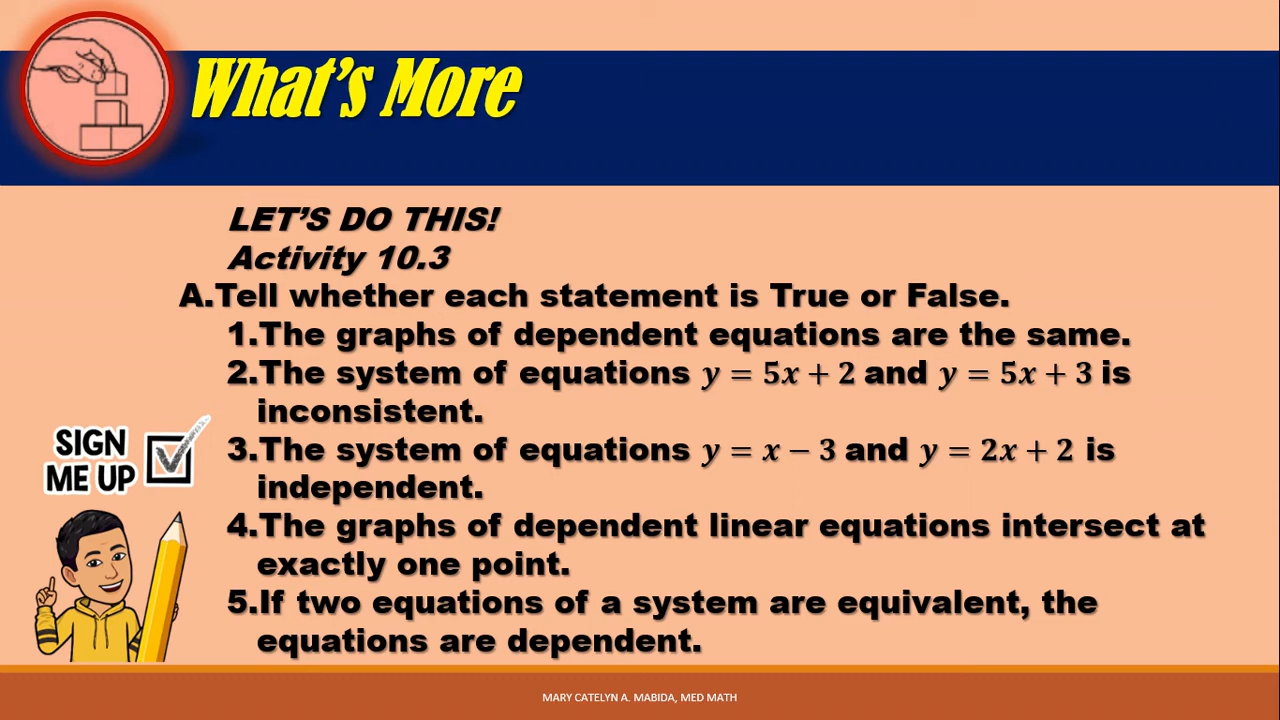 What's More
LET'S DO THIS!
Activity 10.3
A.Tell whether each statement is True or False.
1.The graphs of dependent equations are the same.
2.The system of equations y = 5x + 2 and y = 5x + 3 is
inconsistent.
3.The system of equations y = x − 3 and y = 2x + 2 is
independent.
4.The graphs of dependent linear equations intersect at
exactly one point.
5.If two equations of a system are equivalent, the
equations are dependent.
SIGN
ME UP
MARY CATELYN A. MABIDA, MED MATH